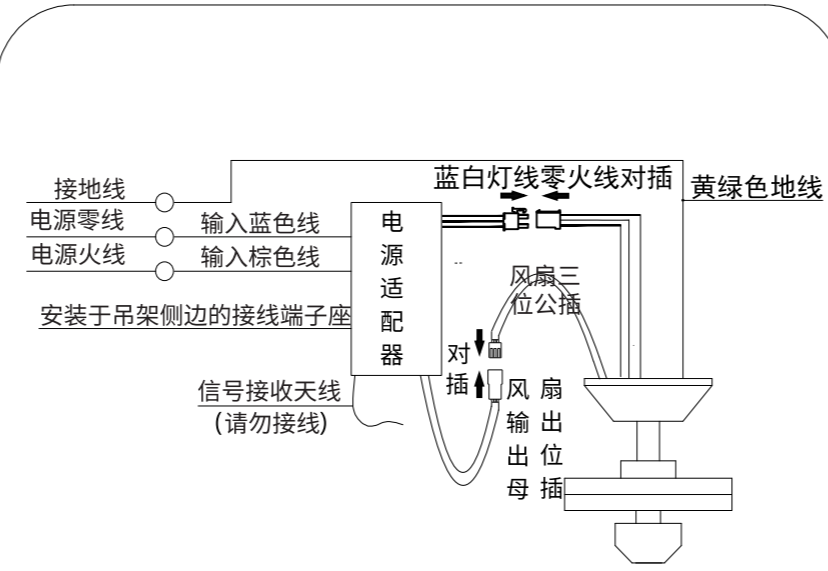 蓝白灯线零火线对插
黄绿色地线
接地线
电源零线
输入蓝色线
电源火线
输入棕色线
电源适配器
风扇三
位公插
安装于吊架侧边的接线端子座
对插
信号接收天线
(请勿接线)
风扇
输出
出位
母插